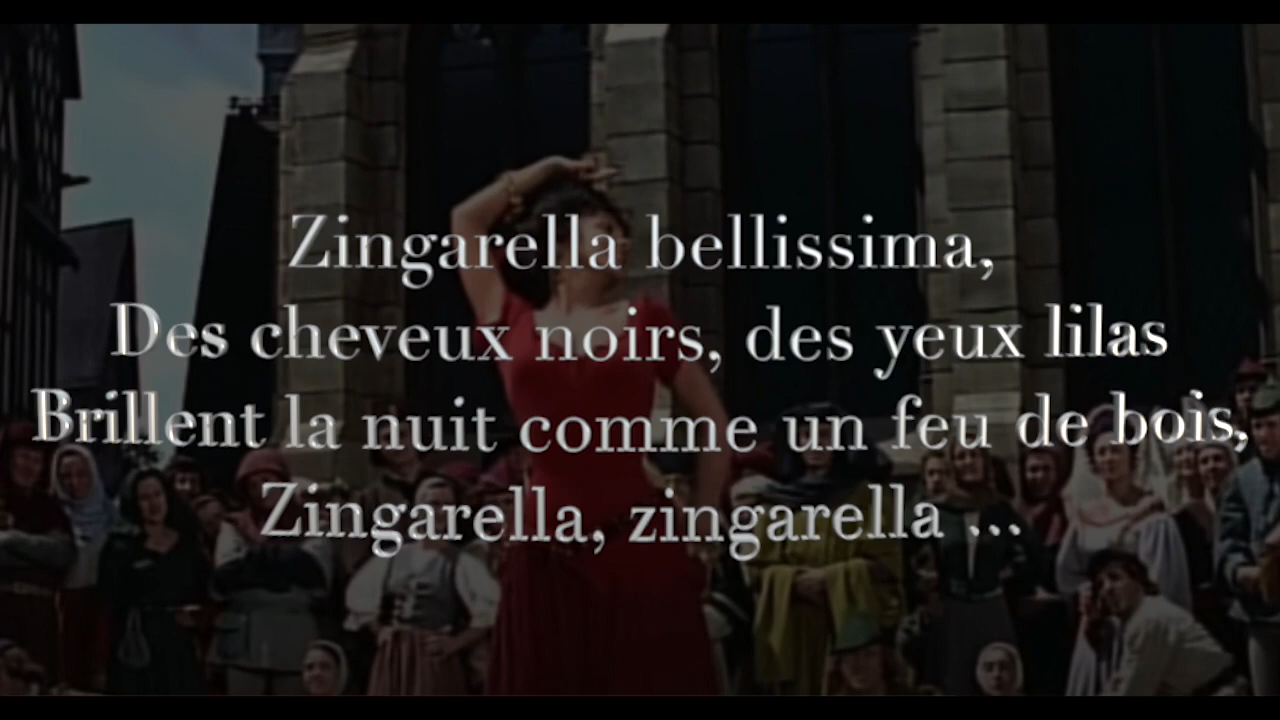 Zingarella bellissima,
Des cheveux noirs, des yeux lilas
Brillent la nuit comme un feu de bois,
Zingarella, zingarella ...